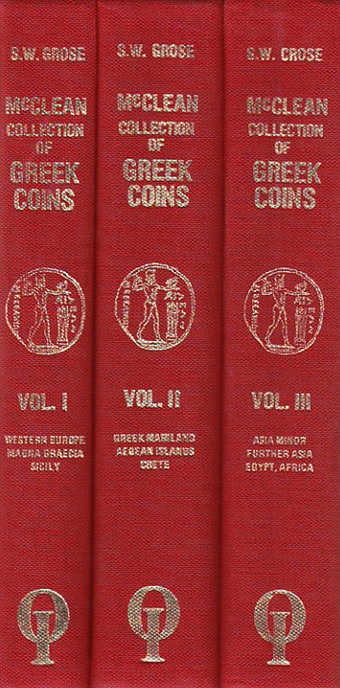 S.W. GROSE
McCLEAN
COLLECTION
OF
GREEK
COINS
VOL. I
WESTERN EUROPE
MAGNA GRAECIA
SICILY
S.W. GROSE
McCLEAN
COLLECTION
OF
GREEK
COINS
VOL. II
GREEK MAINLAND
AEGEAN ISLANDS
CRETE
S.W. GROSE
McCLEAN
COLLECTION
OF
GREEK
COINS
VOL. III
ASIA MINOR
FURTHER ASIA
EGYPT, AFRICA